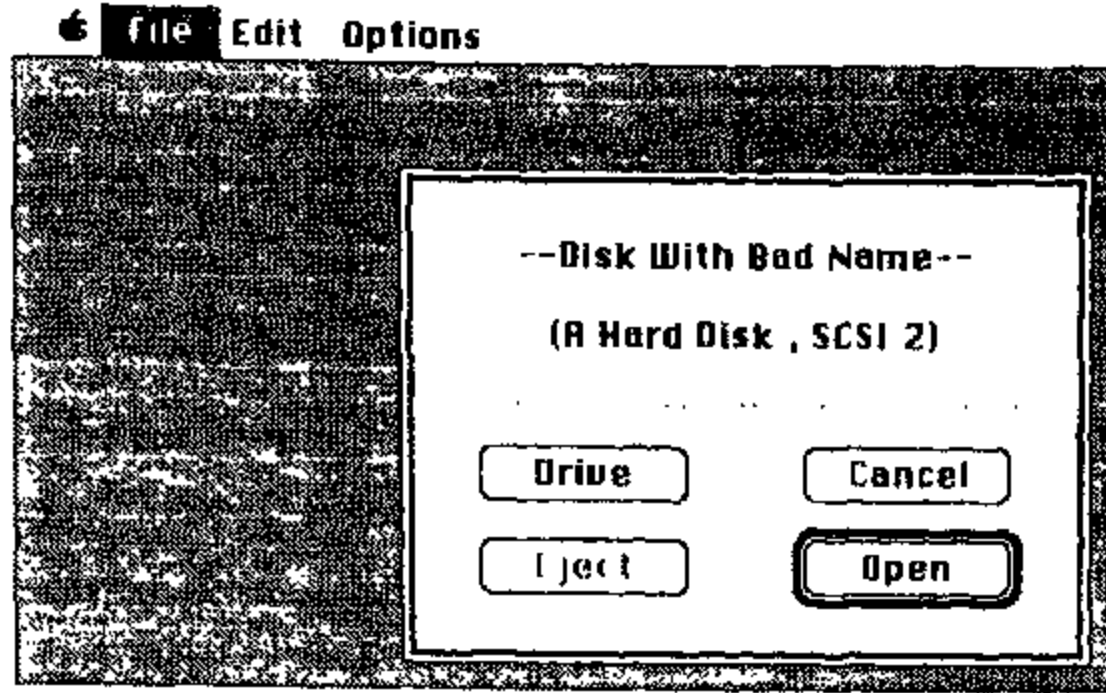 File Edit Options
--Disk With Bad Name--
(A Hard Disk , SCSI 2)
Drive Cancel
Eject Open